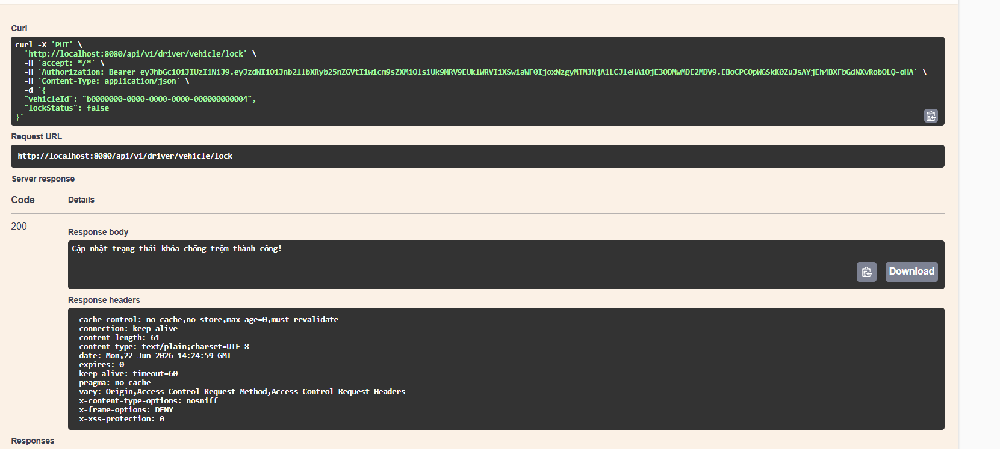 Curl
curl -X 'PUT' \
'http://localhost:8080/api/v1/driver/vehicle/lock' \
-H 'accept: */*' \
-H 'Authorization: Bearer eyJhbGciOiJIUzI1NiJ9.eyJzdWIiOiJnb2llbXRyb25nZGVtIiwicm9sZXMiOlsiUk9MRV9EUklWRVIiXSwiaWF0IjoxNzgyMTM3NjA1LCJleHAiOjE3ODMwMDE2MDV9.EBoCPCOpWGSkK0ZuJsAYjEh4BXFbGdNXvRobOLQ-oHA' \
-H 'Content-Type: application/json' \
-d '{
"vehicleId": "b0000000-0000-0000-0000-000000000004",
"lockStatus": false
}'
Request URL
http://localhost:8080/api/v1/driver/vehicle/lock
Server response
Code Details
200
Response body
Cập nhật trạng thái khóa chống trộm thành công!
Download
Response headers
cache-control: no-cache,no-store,max-age=0,must-revalidate
connection: keep-alive
content-length: 61
content-type: text/plain;charset=UTF-8
date: Mon,22 Jun 2026 14:24:59 GMT
expires: 0
keep-alive: timeout=60
pragma: no-cache
vary: Origin,Access-Control-Request-Method,Access-Control-Request-Headers
x-content-type-options: nosniff
x-frame-options: DENY
x-xss-protection: 0
Responses